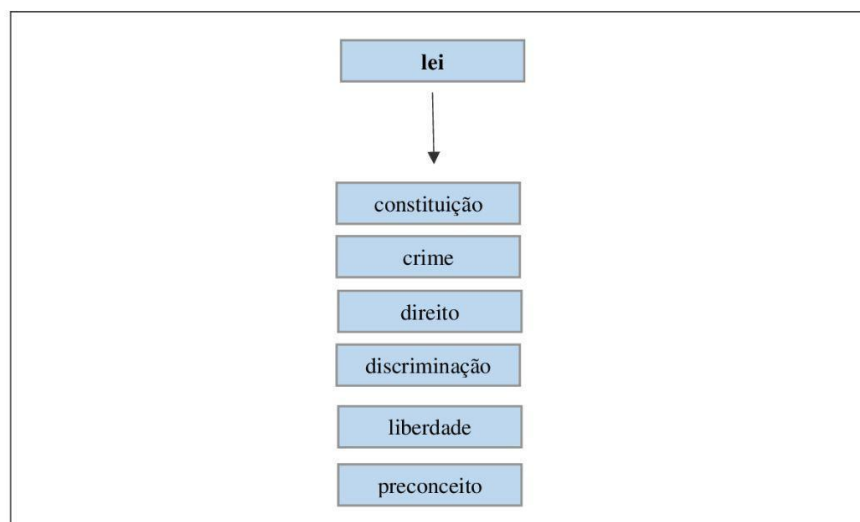 lei
constituição
crime
direito
discriminação
liberdade
preconceito